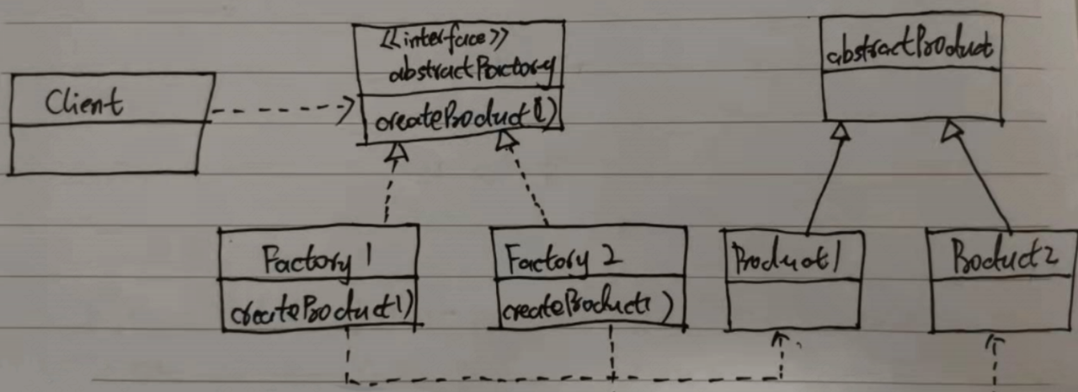 <<interface>>
abstractFactory
createProduct()
Client
abstractProduct
Factory 1
createProduct()
Factory 2
createProduct()
Product1
Product2